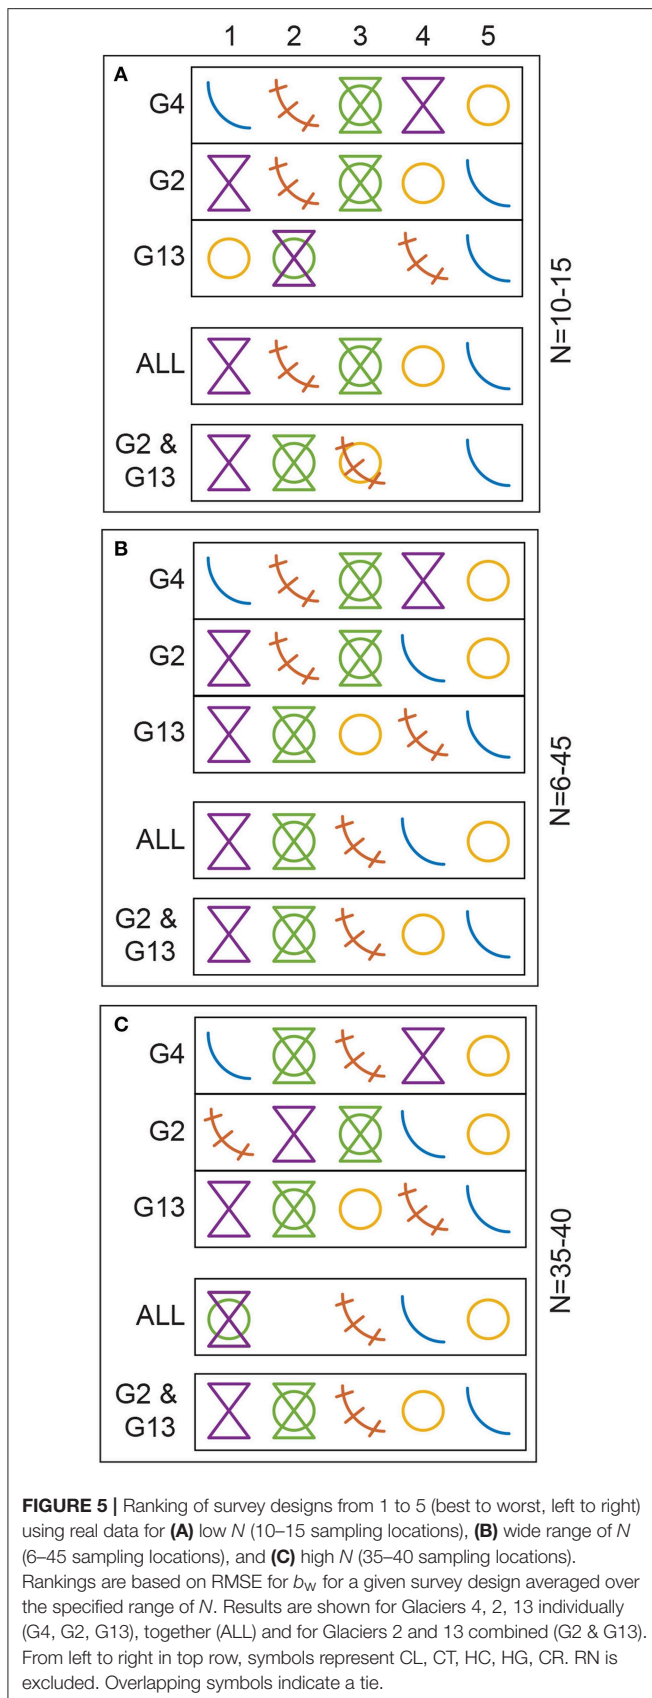 1 2 3 4 5
A
G4
G2
G13
ALL
G2 &
G13
N=10-15
B
G4
G2
G13
ALL
G2 &
G13
N=6-45
C
G4
G2
G13
ALL
G2 &
G13
N=35-40
FIGURE 5 | Ranking of survey designs from 1 to 5 (best to worst, left to right)
using real data for (A) low N (10–15 sampling locations), (B) wide range of N
(6–45 sampling locations), and (C) high N (35–40 sampling locations).
Rankings are based on RMSE for bw for a given survey design averaged over
the specified range of N. Results are shown for Glaciers 4, 2, 13 individually
(G4, G2, G13), together (ALL) and for Glaciers 2 and 13 combined (G2 & G13).
From left to right in top row, symbols represent CL, CT, HC, HG, CR. RN is
excluded. Overlapping symbols indicate a tie.